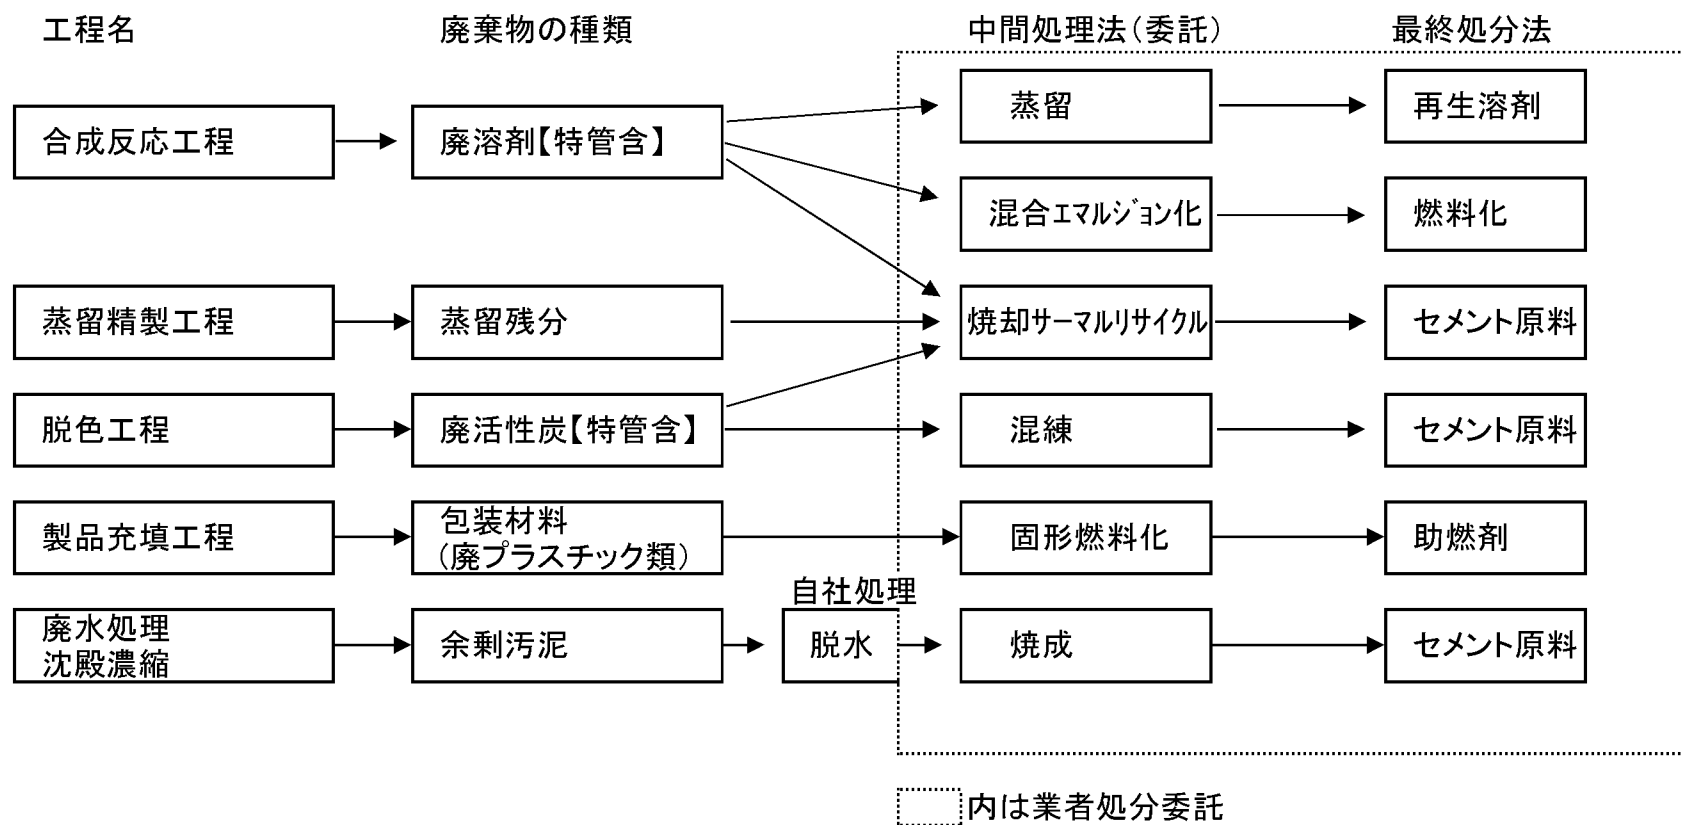 工程名
廃棄物の種類
中間処理法（委託）
最終処分法
合成反応工程
廃溶剤【特管含】
蒸留
再生溶剤
混合エマルジョン化
燃料化
蒸留精製工程
蒸留残分
焼却サーマルリサイクル
セメント原料
脱色工程
廃活性炭【特管含】
混練
セメント原料
製品充填工程
包装材料
（廃プラスチック類）
固形燃料化
助燃剤
自社処理
廃水処理
沈殿濃縮
余剰汚泥
脱水
焼成
セメント原料
内は業者処分委託